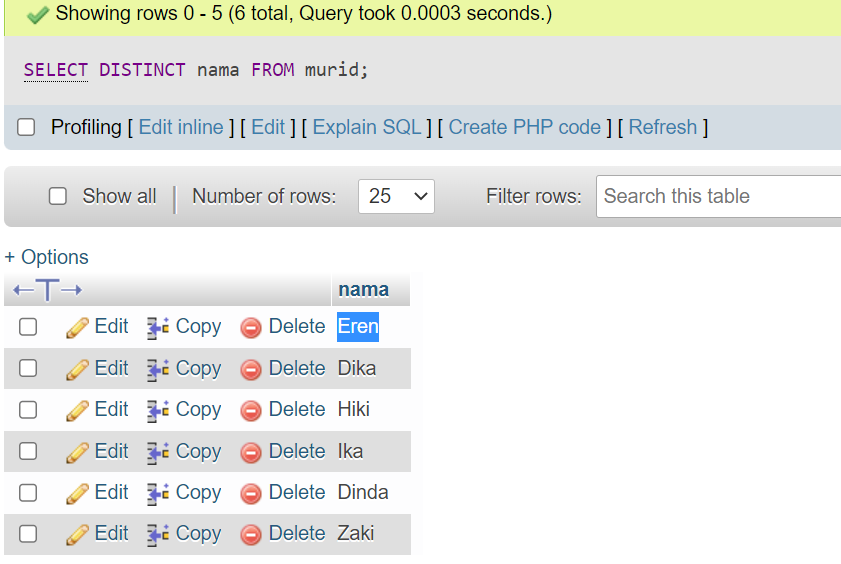 Showing rows 0 - 5 (6 total, Query took 0.0003 seconds.)
SELECT DISTINCT nama FROM murid;
Profiling [ Edit inline ] [ Edit ] [ Explain SQL ] [ Create PHP code ] [ Refresh ]
Show all | Number of rows: 25 Filter rows: Search this table
+ Options
←T→ nama
Edit Copy Delete Eren
Edit Copy Delete Dika
Edit Copy Delete Hiki
Edit Copy Delete Ika
Edit Copy Delete Dinda
Edit Copy Delete Zaki